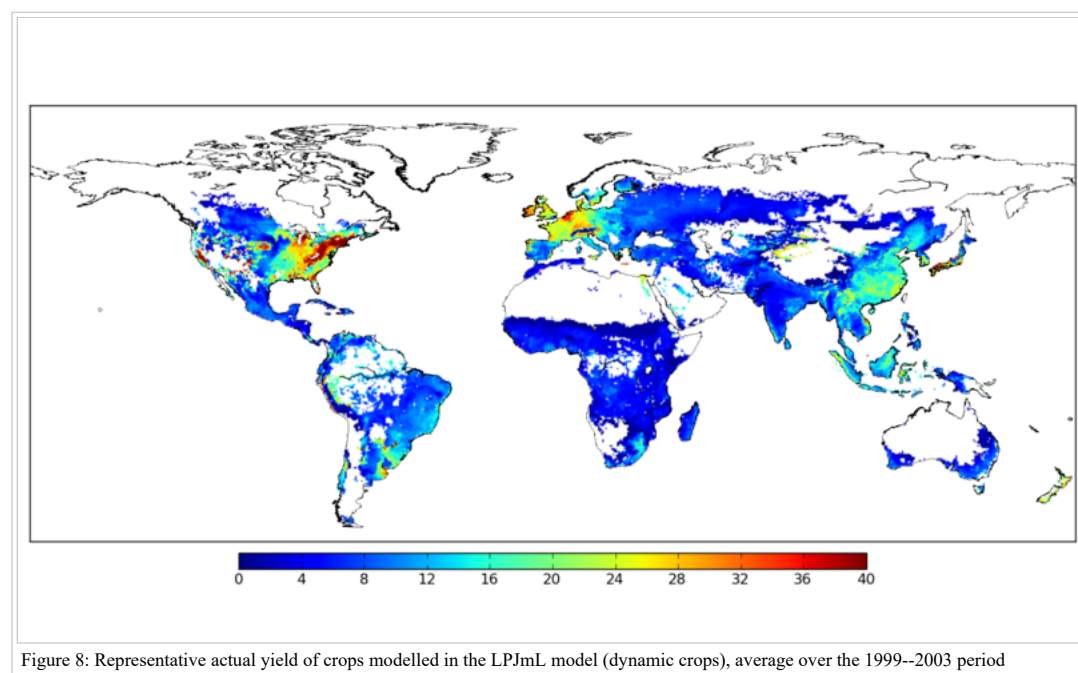 0 4 8 12 16 20 24 28 32 36 40
Figure 8: Representative actual yield of crops modelled in the LPJmL model (dynamic crops), average over the 1999--2003 period